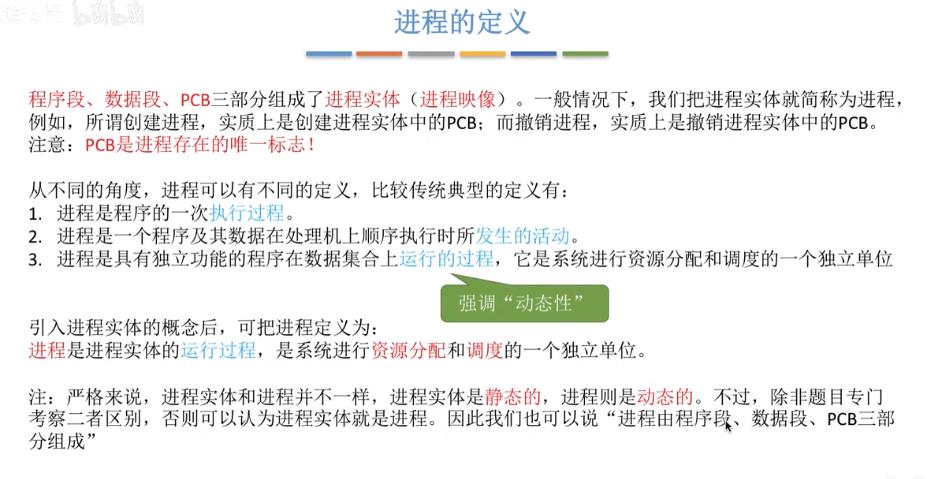 进程的定义
程序段、数据段、PCB三部分组成了进程实体（进程映像）。一般情况下，我们把进程实体就简称为进程，
例如，所谓创建进程，实质上是创建进程实体中的PCB；而撤销进程，实质上是撤销进程实体中的PCB。
注意：PCB是进程存在的唯一标志！
从不同的角度，进程可以有不同的定义，比较传统典型的定义有：
1. 进程是程序的一次执行过程。
2. 进程是一个程序及其数据在处理机上顺序执行时所发生的活动。
3. 进程是具有独立功能的程序在数据集合上运行的过程，它是系统进行资源分配和调度的一个独立单位
强调“动态性”
引入进程实体的概念后，可把进程定义为：
进程是进程实体的运行过程，是系统进行资源分配和调度的一个独立单位。
注：严格来说，进程实体和进程并不一样，进程实体是静态的，进程则是动态的。不过，除非题目专门
考察二者区别，否则可以认为进程实体就是进程。因此我们也可以说“进程由程序段、数据段、PCB三部
分组成”